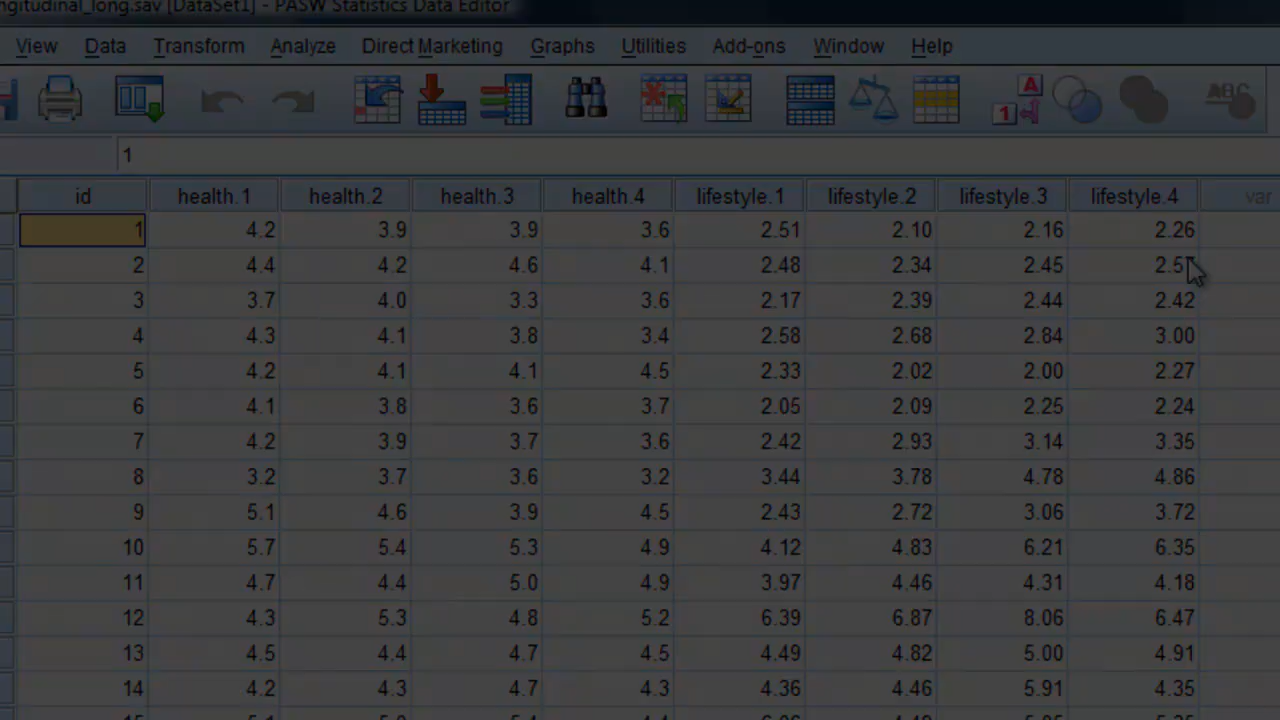 ngitudinal_long.sav [DataSet1] - PASW Statistics Data Editor
View Data Transform Analyze Direct Marketing Graphs Utilities Add-ons Window Help
1 A ABC
1
id health.1 health.2 health.3 health.4 lifestyle.1 lifestyle.2 lifestyle.3 lifestyle.4 var
1 4.2 3.9 3.9 3.6 2.51 2.10 2.16 2.26
2 4.4 4.2 4.6 4.1 2.48 2.34 2.45
3 3.7 4.0 3.3 3.6 2.17 2.39 2.44 2.42
4 4.3 4.1 3.8 3.4 2.58 2.68 2.84 3.00
5 4.2 4.1 4.1 4.5 2.33 2.02 2.00 2.27
6 4.1 3.8 3.6 3.7 2.05 2.09 2.25 2.24
7 4.2 3.9 3.7 3.6 2.42 2.93 3.14 3.35
8 3.2 3.7 3.6 3.2 3.44 3.78 4.78 4.86
9 5.1 4.6 3.9 4.5 2.43 2.72 3.06 3.72
10 5.7 5.4 5.3 4.9 4.12 4.83 6.21 6.35
11 4.7 4.4 5.0 4.9 3.97 4.46 4.31 4.18
12 4.3 5.3 4.8 5.2 6.39 6.87 8.06 6.47
13 4.5 4.4 4.7 4.5 4.49 4.82 5.00 4.91
14 4.2 4.3 4.7 4.3 4.36 4.46 5.91 4.35